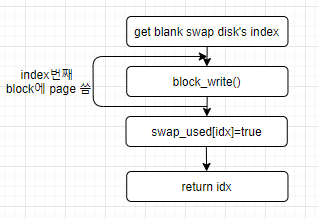 get blank swap disk's index
index번째
block에 page 씀
block_write()
swap_used[idx]=true
return idx